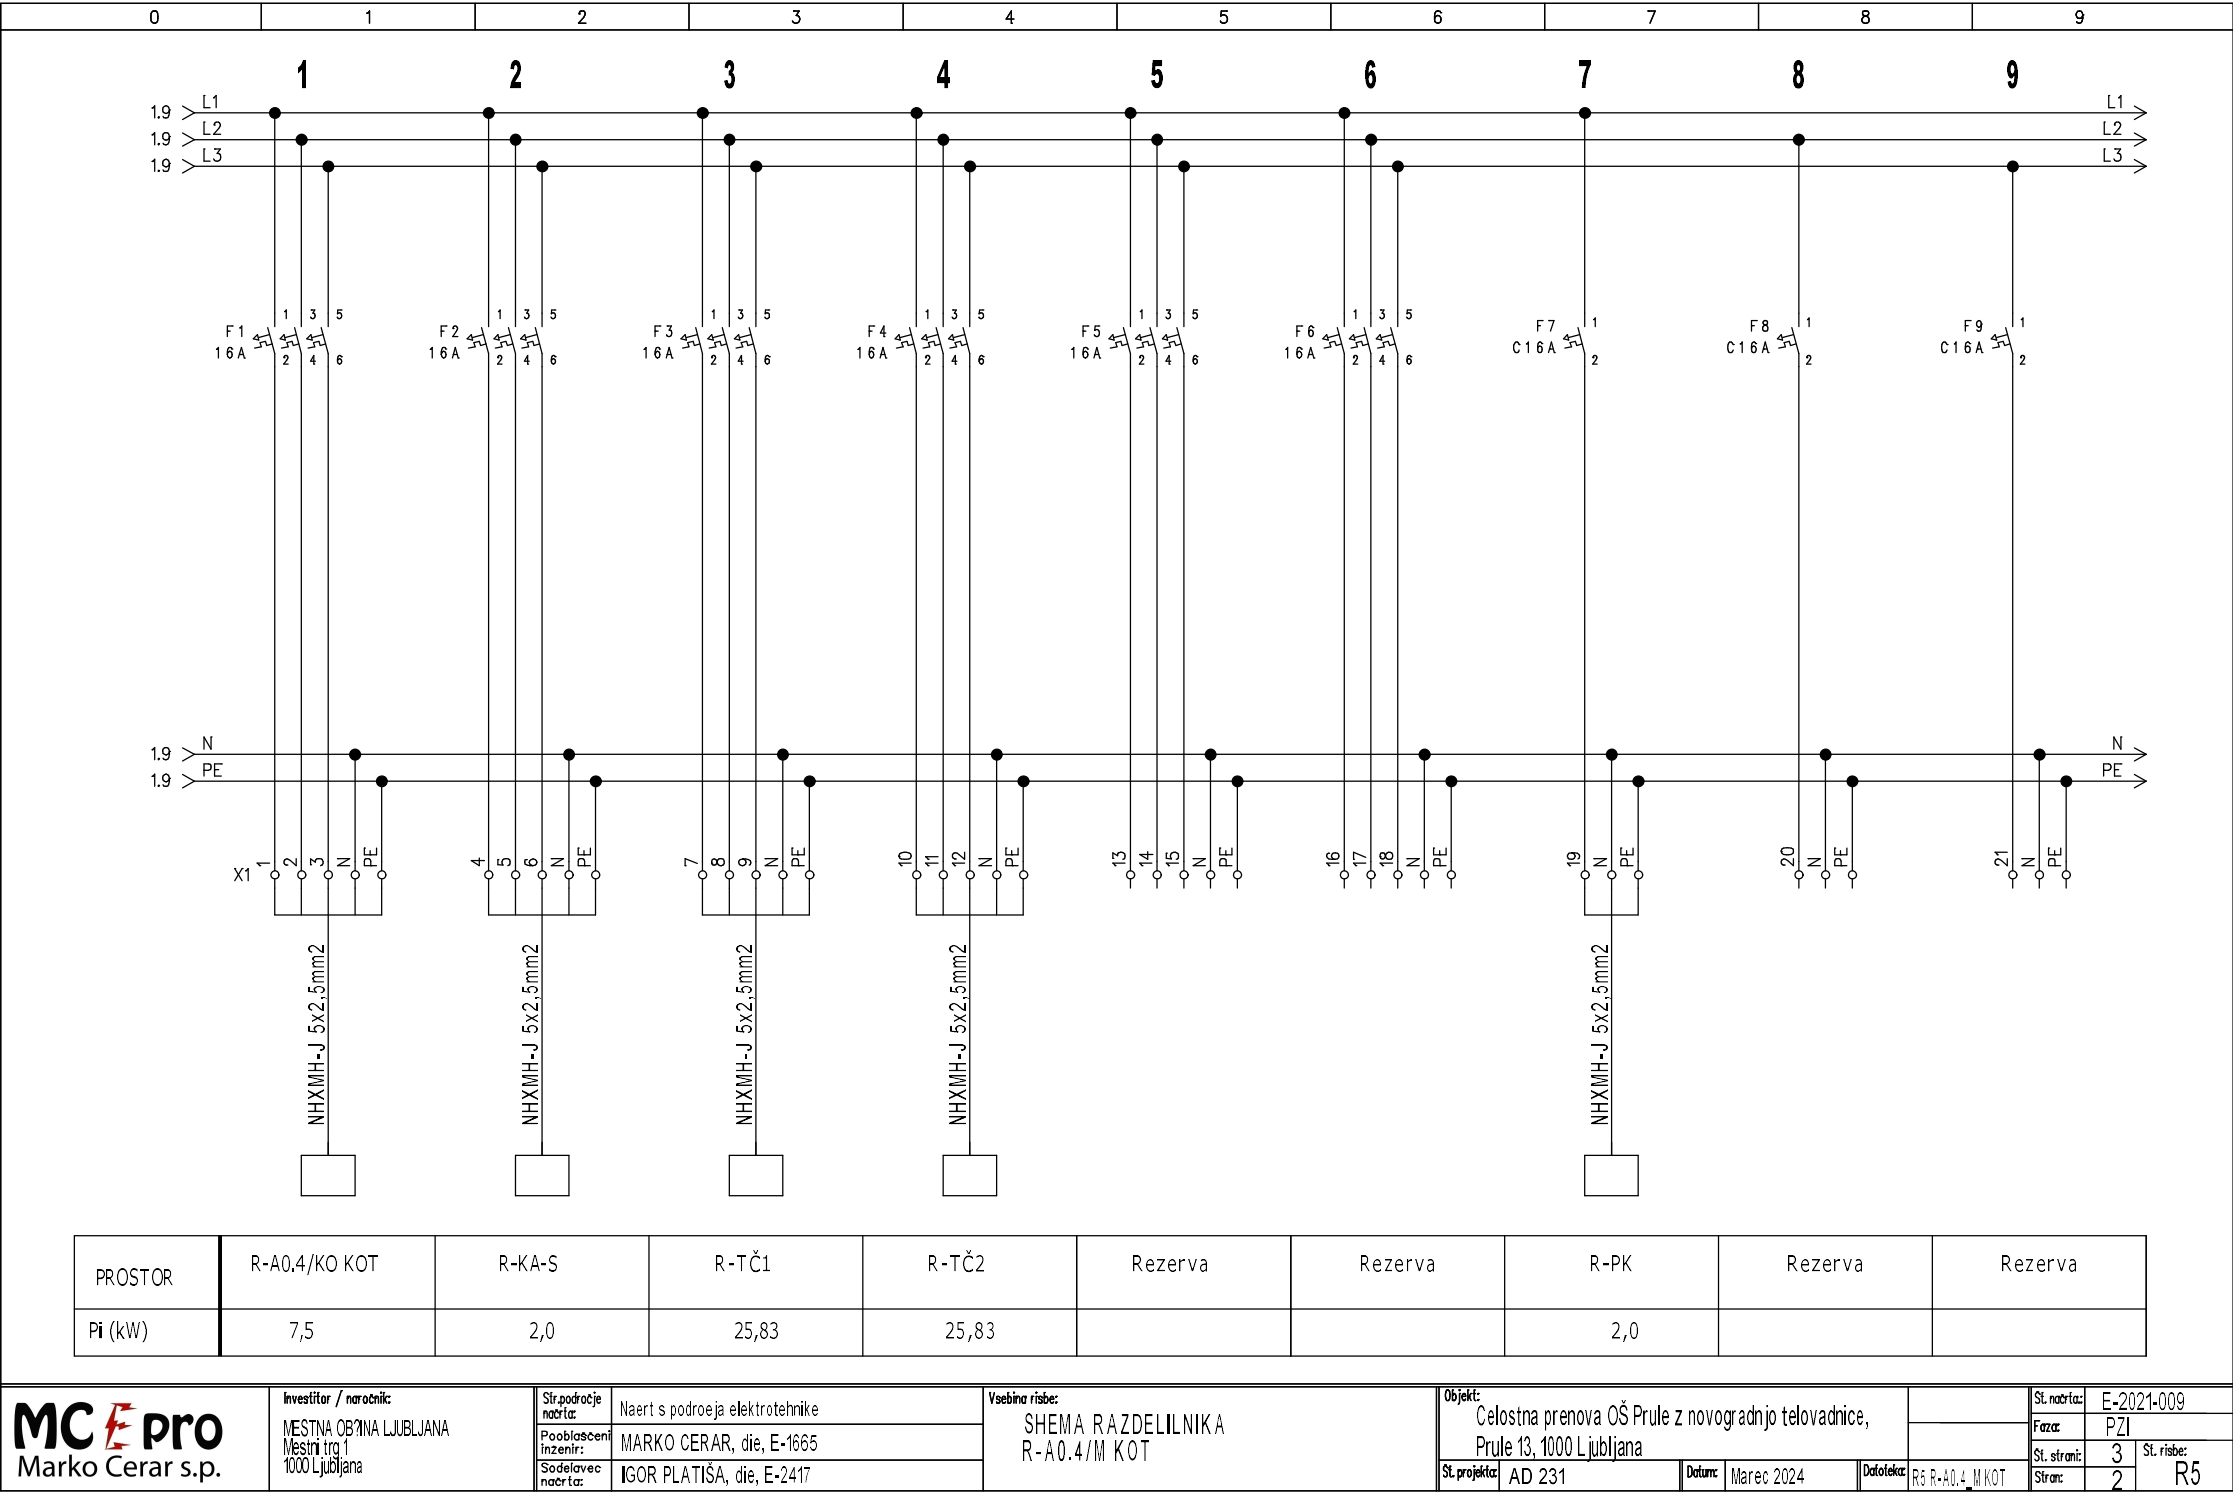 0 1 2 3 4 5 6 7 8 9
1 2 3 4 5 6 7 8 9
1.9 L1 L1
1.9 L2 L2
1.9 L3 L3
1 3 5 1 3 5 1 3 5 1 3 5 1 3 5 1 3 5 1 1 1
F1 F2 F3 F4 F5 F6 F7 F8 F9
16A 16A 16A 16A 16A 16A C16A C16A C16A
2 4 6 2 4 6 2 4 6 2 4 6 2 4 6 2 4 6 2 2 2
1.9 N N
1.9 PE PE
X1 1 2 3 N PE 4 5 6 N PE 7 8 9 N PE 10 11 12 N PE 13 14 15 N PE 16 17 18 N PE 19 N PE 20 N PE 21 N PE
NHXMH-J 5x2,5mm2
NHXMH-J 5x2,5mm2
NHXMH-J 5x2,5mm2
NHXMH-J 5x2,5mm2
NHXMH-J 5x2,5mm2
PROSTOR R-A0.4/KO KOT R-KA-S R-TČ1 R-TČ2 Rezerva Rezerva R-PK Rezerva Rezerva
Pi (kW) 7,5 2,0 25,83 25,83 2,0
MC E pro
Marko Cerar s.p.
Investitor / naročnik:
MESTNA OB?INA LJUBLJANA
Mestni trg 1
1000 Ljubljana
Str.področje načrta: Naert s podroeja elektrotehnike
Pooblasčeni inzenir: MARKO CERAR, die, E-1665
Sodelavec načrta: IGOR PLATIŠA, die, E-2417
Vsebina risbe:
SHEMA RAZDELILNIKA
R-A0.4/M KOT
Objekt:
Celostna prenova OŠ Prule z novogradnjo telovadnice,
Prule 13, 1000 Ljubljana
St. projekta: AD 231 Datum: Marec 2024 Datoteka: R5 R-A0.4_M KOT
St. načrta: E-2021-009
Faza: PZI
St. strani: 3
Stran: 2
St. risbe:
R5